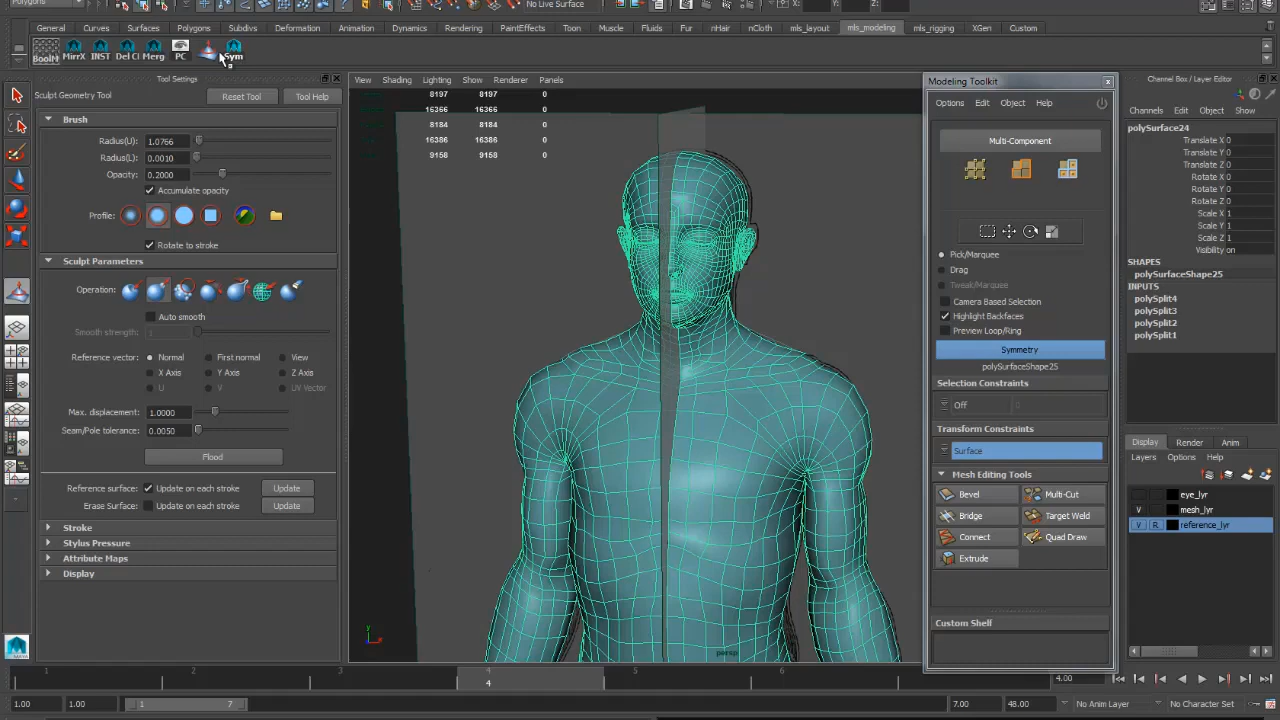 Polygons No Live Surface
General Curves Surfaces Polygons Subdivs Deformation Animation Dynamics Rendering PaintEffects Toon Muscle Fluids Fur nHair nCloth mls_layout mls_modeling mls_rigging XGen Custom
BoolM MirrX INST Del Cl Merg PC Sym
Tool Settings
Reset Tool Tool Help
Brush
Radius(U): 1.0766
Radius(L): 0.0010
Opacity: 0.2000
Accumulate opacity
Profile:
Rotate to stroke
Sculpt Parameters
Operation:
Auto smooth
Smooth strength: 1
Reference vector: Normal First normal View
X Axis Y Axis Z Axis
U V UV Vector
Max. displacement: 1.0000
Seam/Pole tolerance: 0.0050
Flood
Reference surface: Update on each stroke Update
Erase Surface: Update on each stroke Update
Stroke
Stylus Pressure
Attribute Maps
Display
View Shading Lighting Show Renderer Panels
8197 8197 0
16366 16366 0
8184 8184 0
16386 16386 0
9158 9158 0
y
x
persp
Modeling Toolkit
Options Edit Object Help
Multi-Component
Pick/Marquee
Drag
Tweak/Marquee
Camera Based Selection
Highlight Backfaces
Preview Loop/Ring
Symmetry
polySurfaceShape25
Selection Constraints
Off
Transform Constraints
Surface
Mesh Editing Tools
Bevel Multi-Cut
Bridge Target Weld
Connect Quad Draw
Extrude
Custom Shelf
Channel Box / Layer Editor
Channels Edit Object Show
polySurface24
Translate X 0
Translate Y 0
Translate Z 0
Rotate X 0
Rotate Y 0
Rotate Z 0
Scale X 1
Scale Y 1
Scale Z 1
Visibility on
SHAPES
polySurfaceShape25
INPUTS
polySplit4
polySplit3
polySplit2
polySplit1
Display Render Anim
Layers Options Help
eye_lyr
V mesh_lyr
V R reference_lyr
1 2 3 4 5 6 7 4.00
4
1.00 1.00 1 7 7.00 48.00 No Anim Layer No Character Set